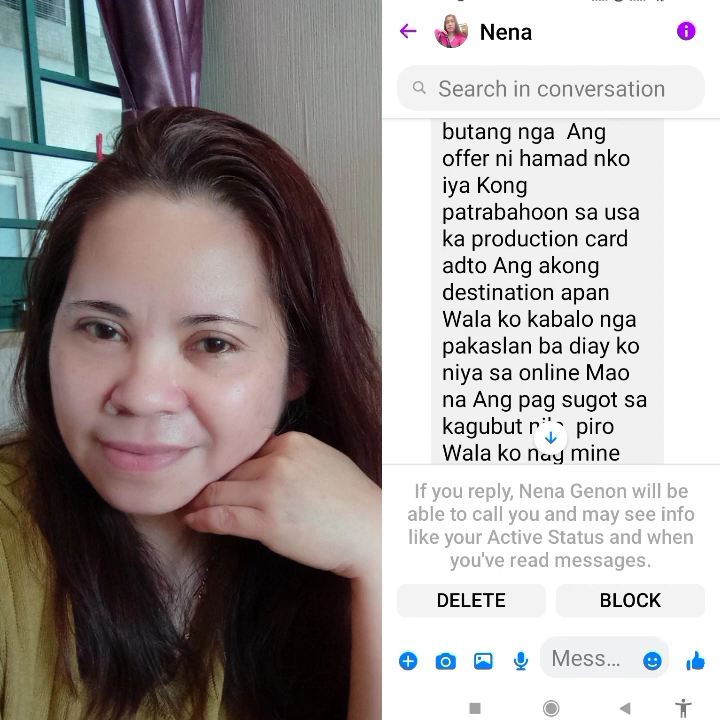 Nena
Search in conversation
butang nga Ang
offer ni hamad nko
iya Kong
patrabahoon sa usa
ka production card
adto Ang akong
destination apan
Wala ko kabalo nga
pakaslan ba diay ko
niya sa online Mao
na Ang pag sugot sa
kagubut piro
Wala ko nag mine
If you reply, Nena Genon will be
able to call you and may see info
like your Active Status and when
you've read messages.
DELETE
BLOCK
Mess...